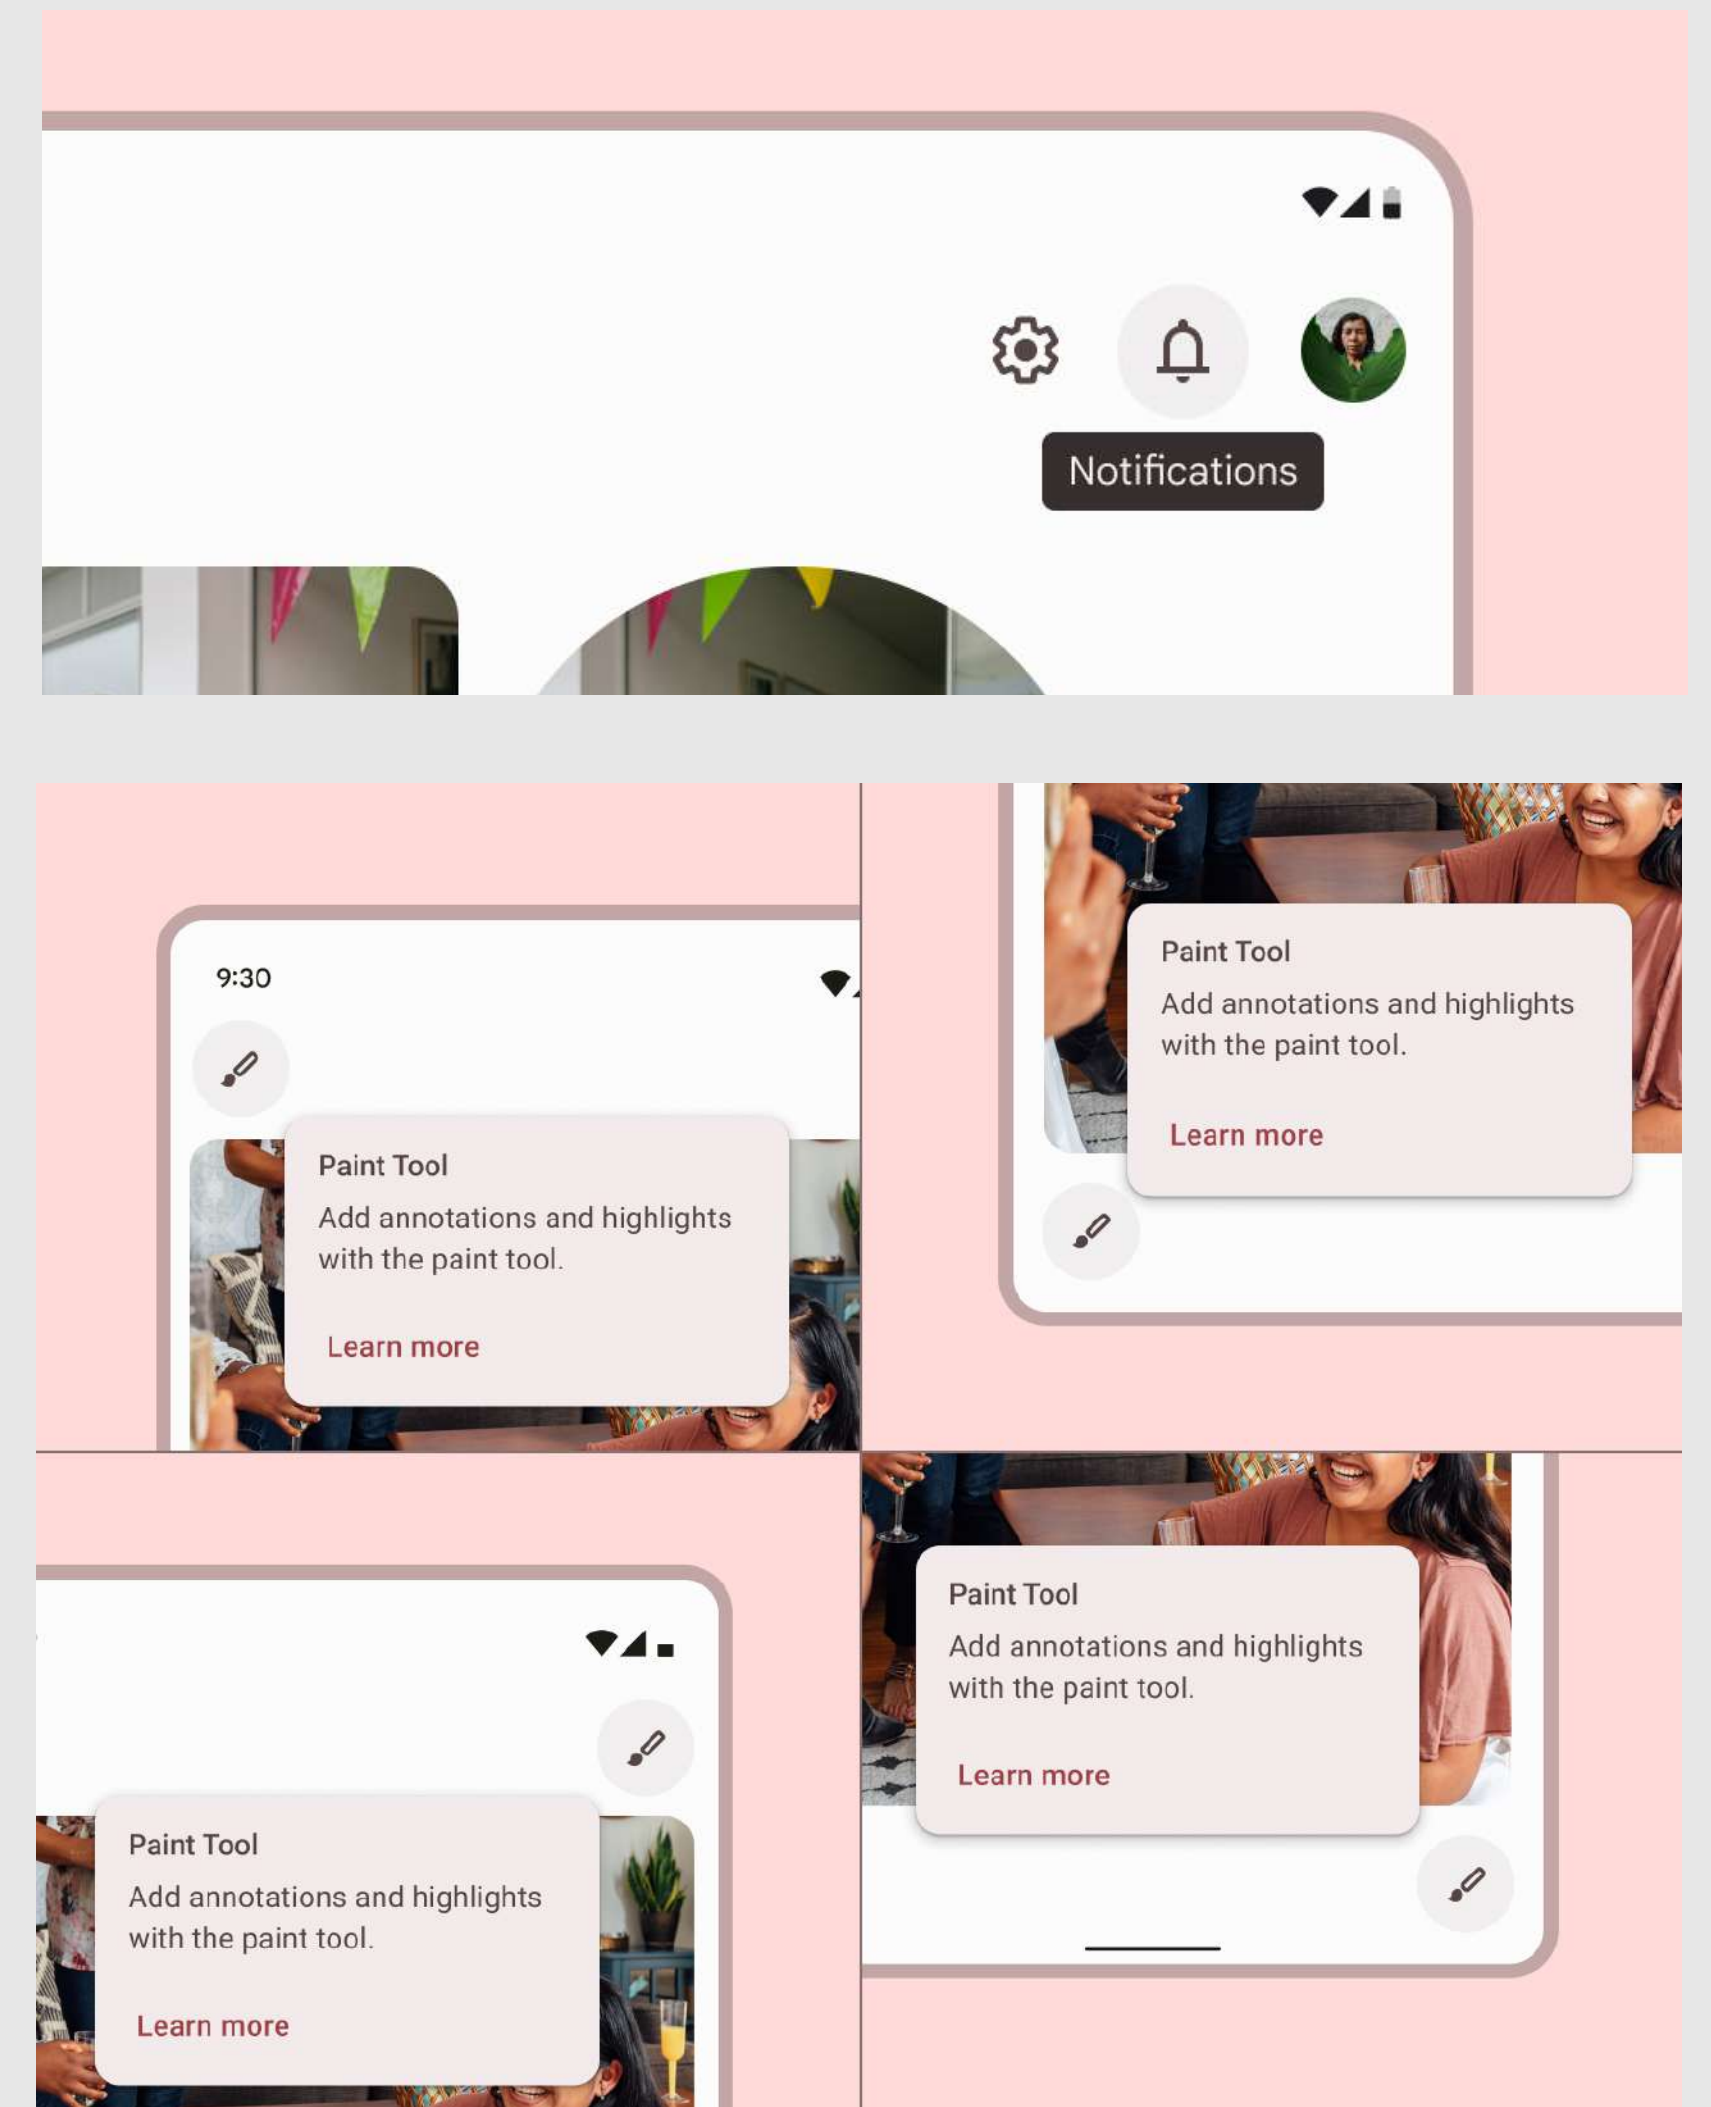 Notifications
9:30
Paint Tool
Add annotations and highlights
with the paint tool.
Learn more
Paint Tool
Add annotations and highlights
with the paint tool.
Learn more
Paint Tool
Add annotations and highlights
with the paint tool.
Learn more
Paint Tool
Add annotations and highlights
with the paint tool.
Learn more